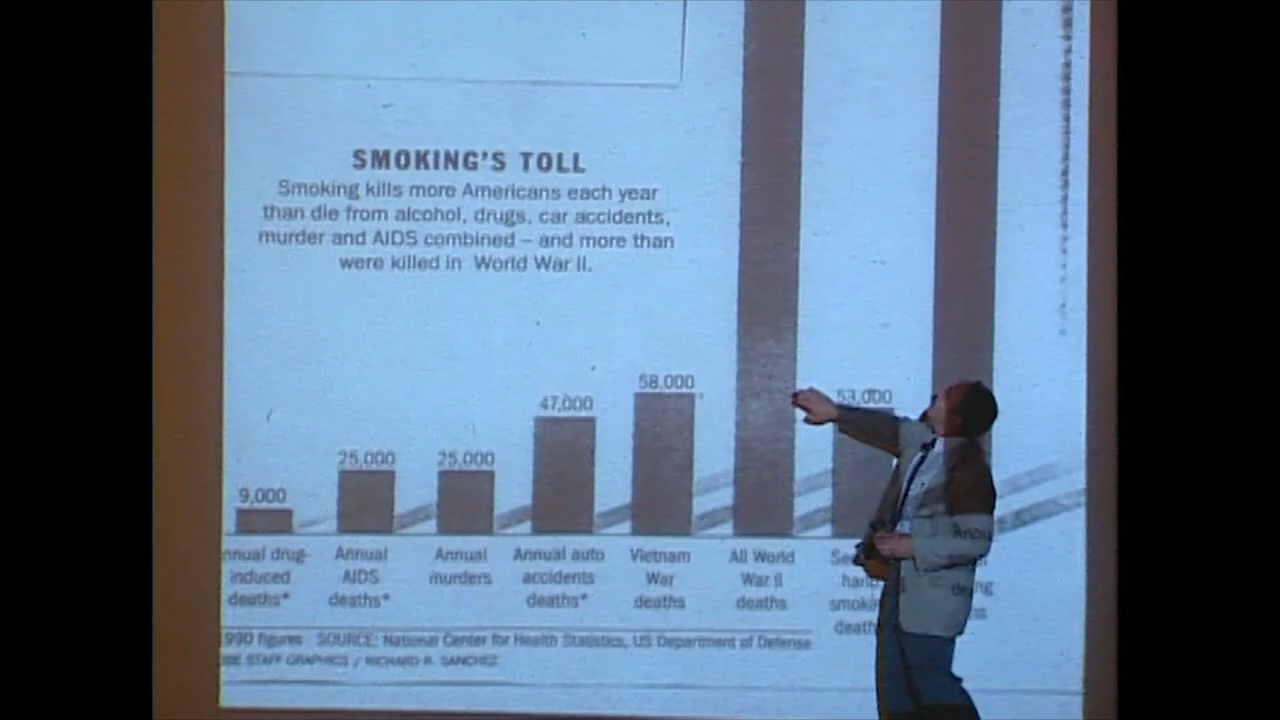 SMOKING'S TOLL
Smoking kills more Americans each year
than die from alcohol, drugs, car accidents,
murder and AIDS combined – and more than
were killed in World War II.
9,000
25,000
25,000
47,000
58,000
53,000
nnual drug-
induced
deaths*
Annual
AIDS
deaths*
Annual
murders
Annual auto
accidents
deaths*
Vietnam
War
deaths
All World
War II
deaths
hand
smokin
death
990 figures SOURCE: National Center for Health Statistics, US Department of Defense
BE STAFF GRAPHICS / RICHARD R. SANCHEZ